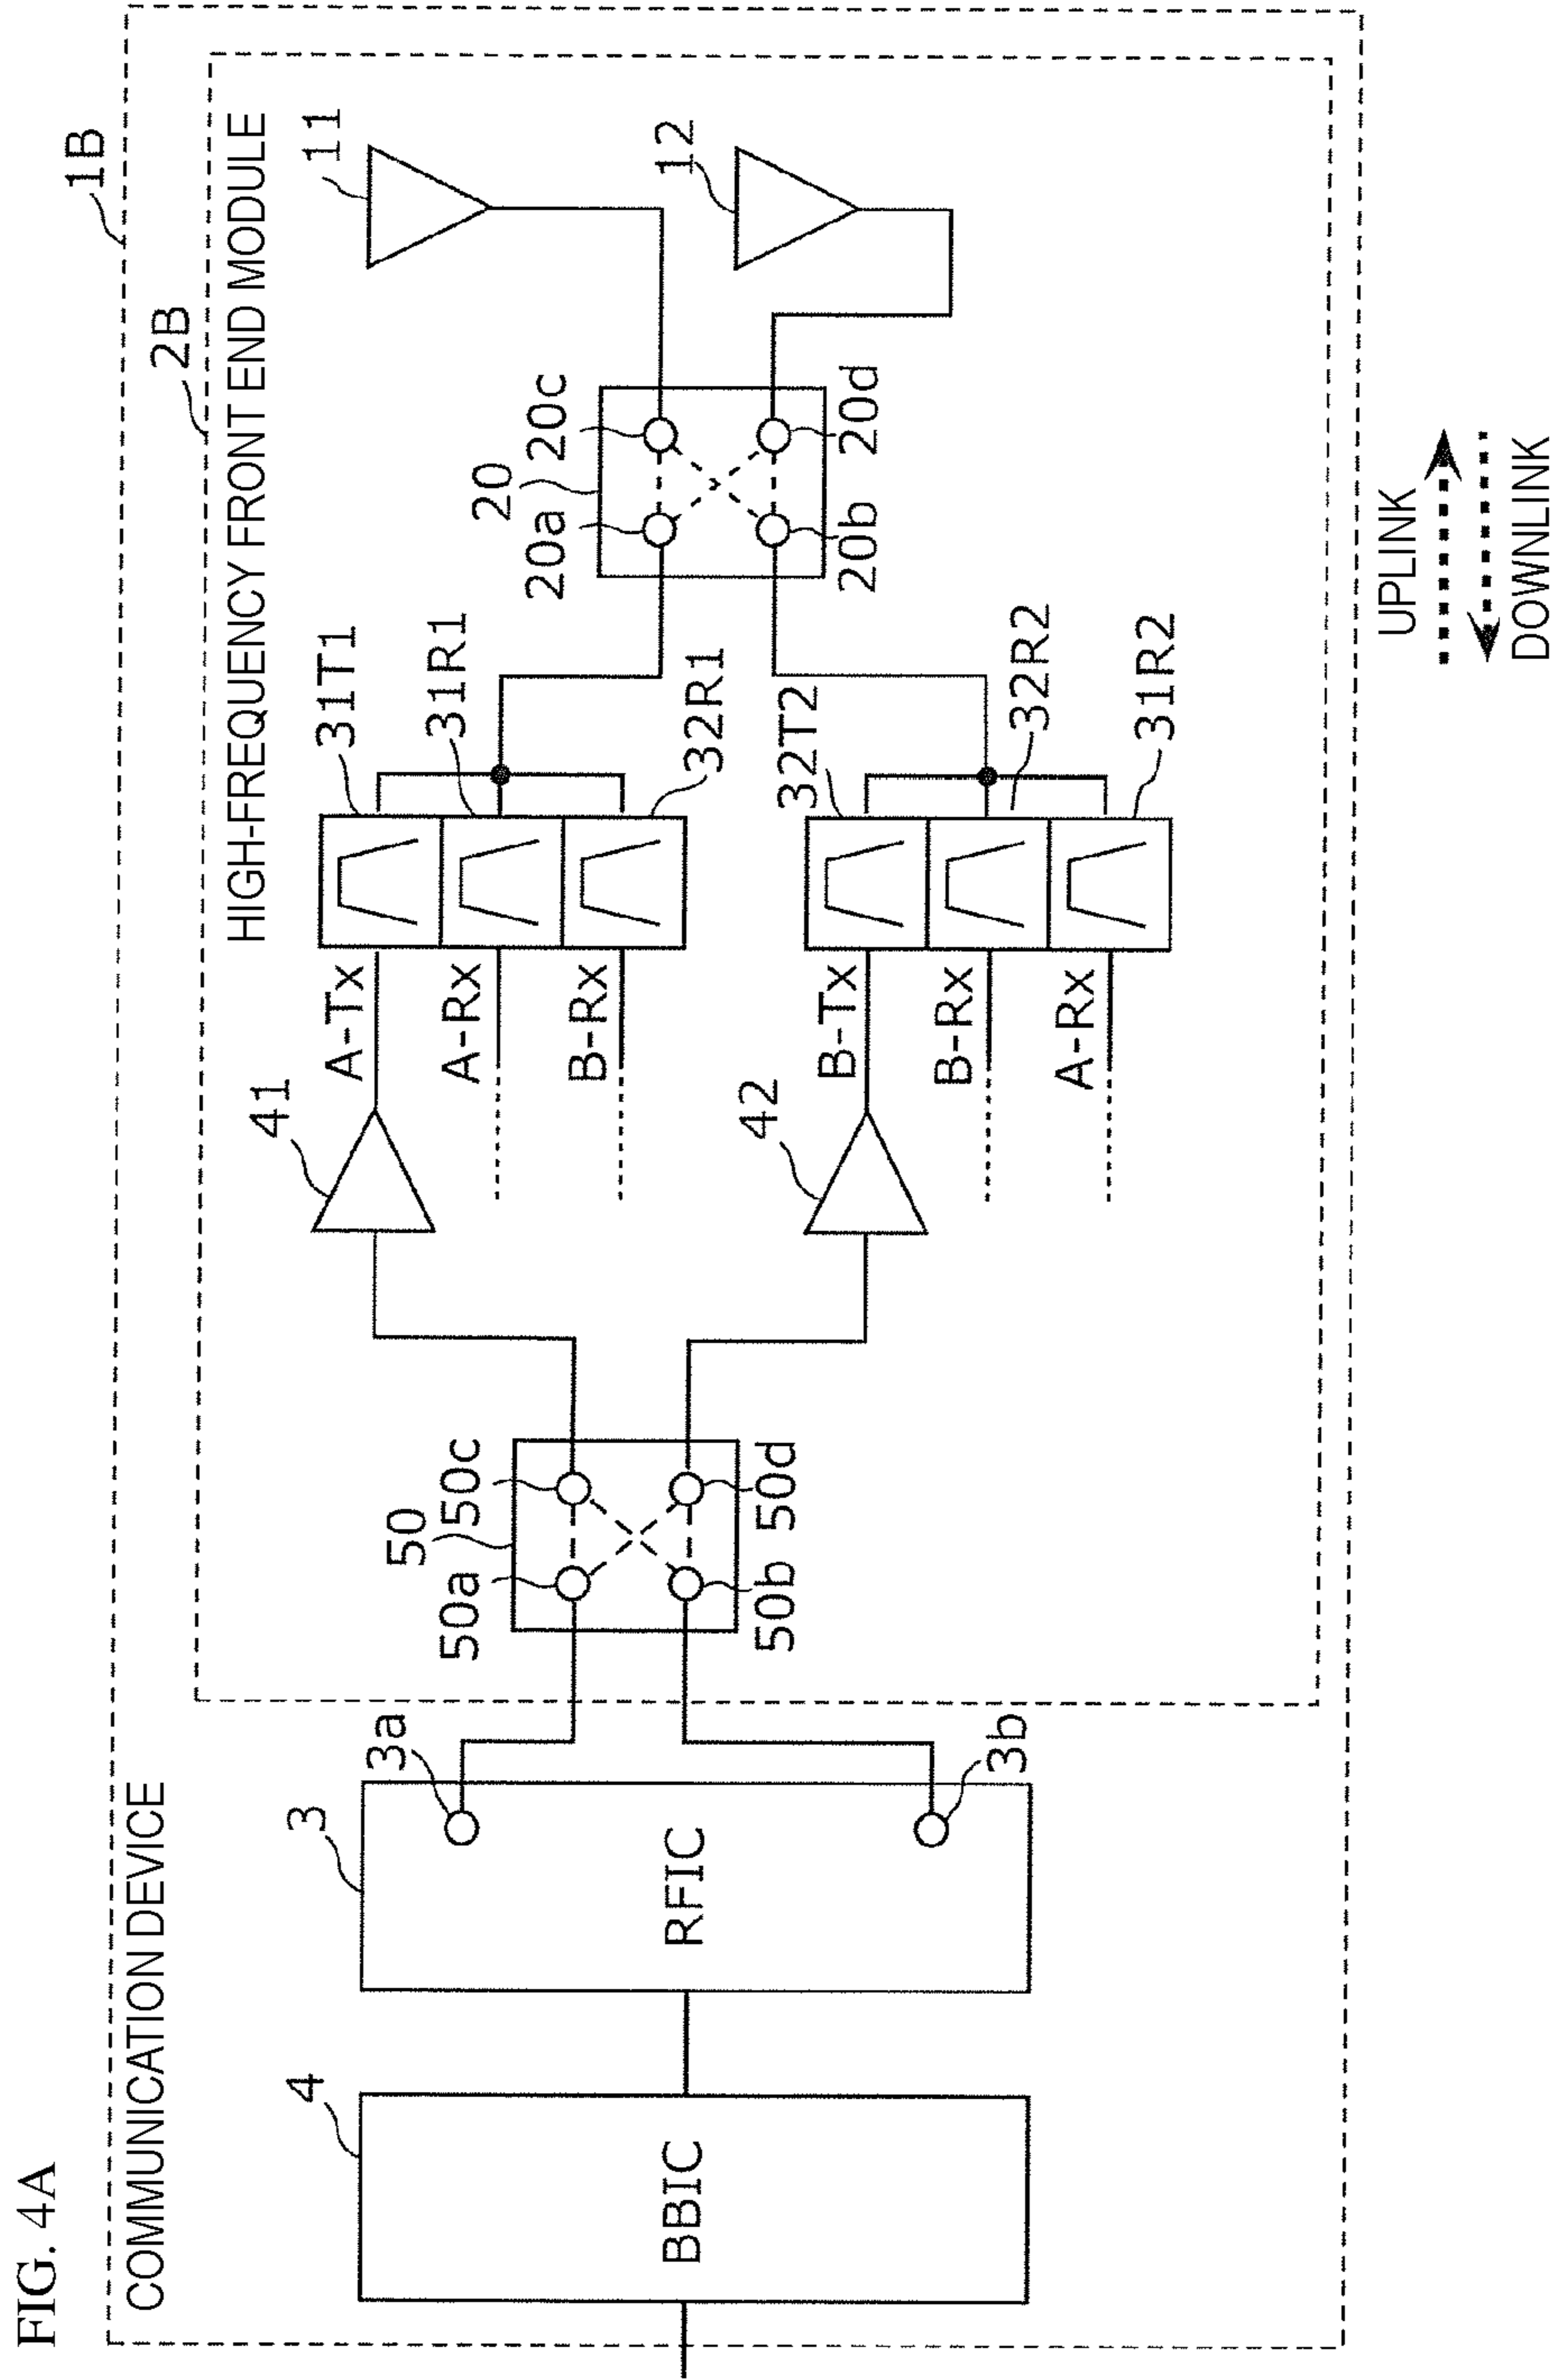 FIG. 4A
1B
COMMUNICATION DEVICE
2B
HIGH-FREQUENCY FRONT END MODULE
4
BBIC
3
RFIC
3a
3b
50
50a
50c
50b
50d
41
42
A-Tx
A-Rx
B-Rx
B-Tx
B-Rx
A-Rx
31T1
31R1
32R1
32T2
32R2
31R2
20
20a
20c
20b
20d
11
12
UPLINK
DOWNLINK